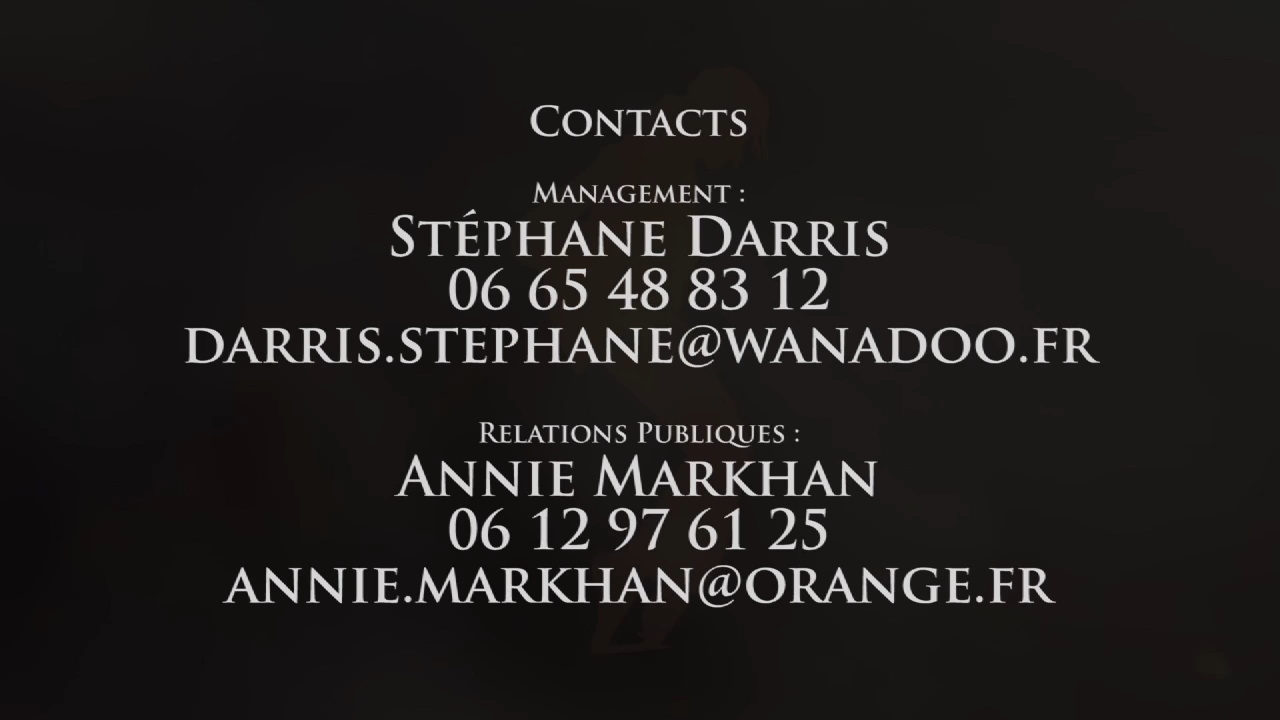 Contacts
Management :
Stéphane Darris
06 65 48 83 12
darris.stephane@wanadoo.fr
Relations Publiques :
Annie Markhan
06 12 97 61 25
annie.markhan@orange.fr